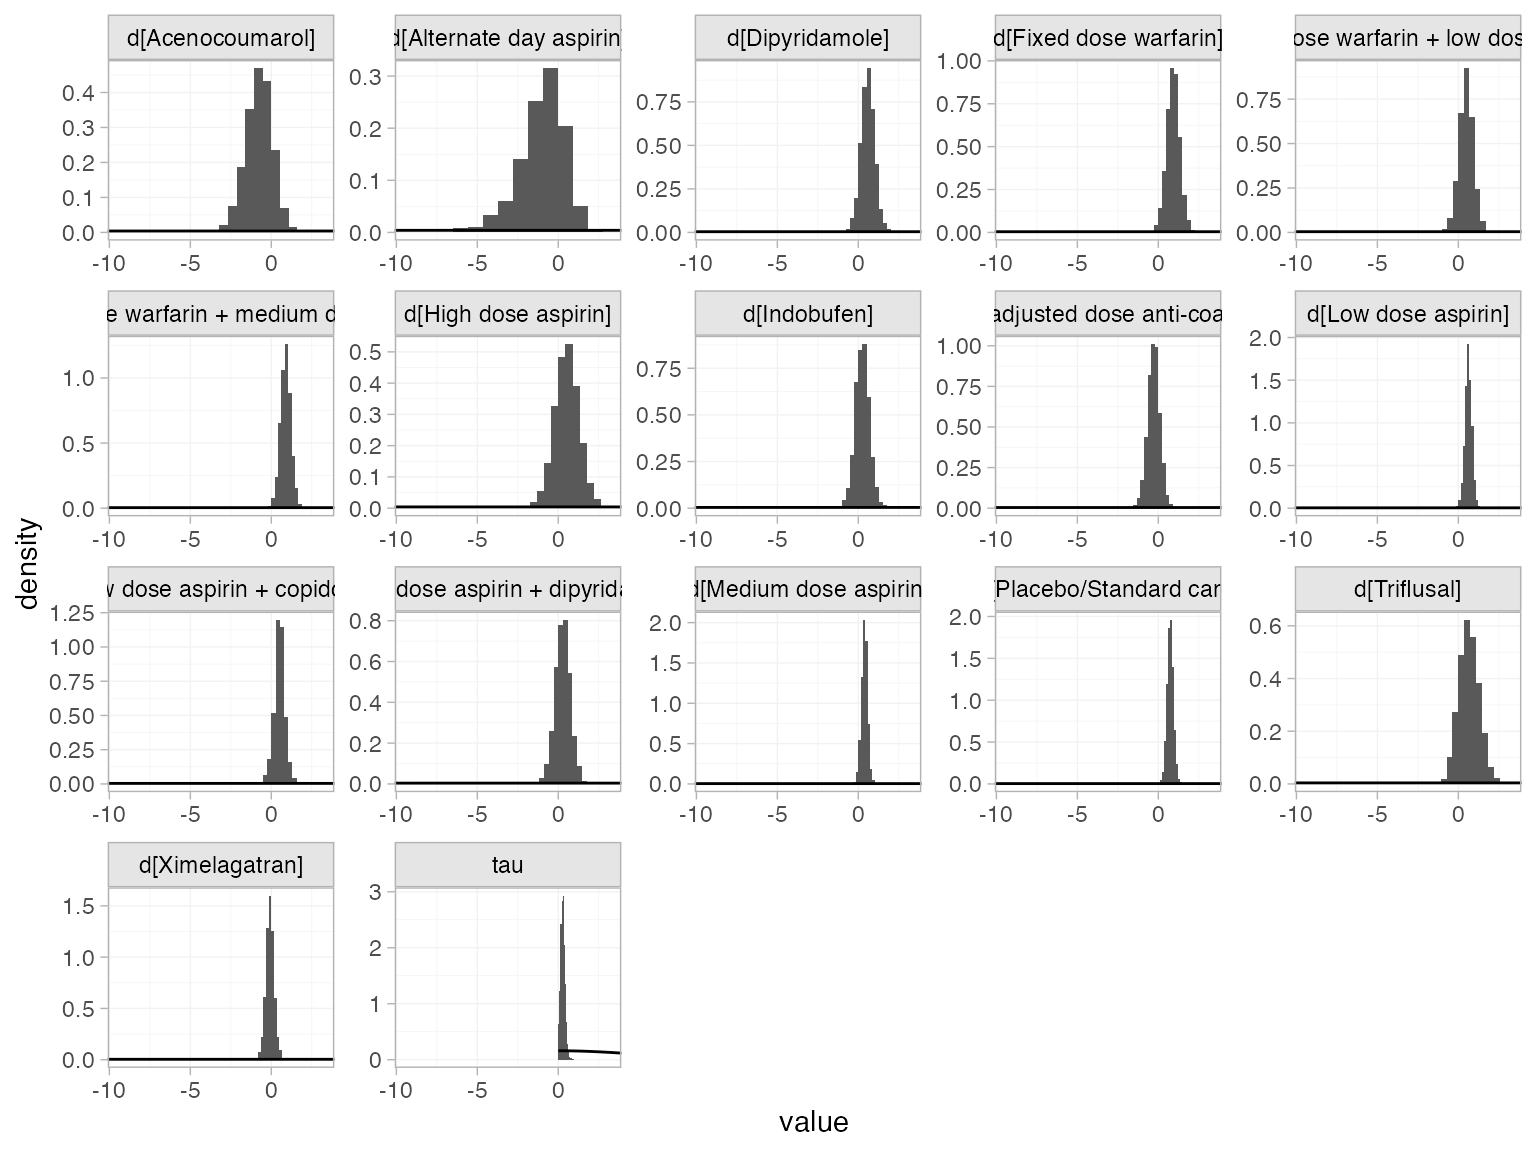 d[Acenocoumarol] d[Alternate day aspirin] d[Dipyridamole] d[Fixed dose warfarin] ose warfarin + low dos
0.4 0.3 0.2 0.1 0.0
0.3 0.2 0.1 0.0
0.75 0.50 0.25 0.00
1.00 0.75 0.50 0.25 0.00
0.75 0.50 0.25 0.00
-10 -5 0 -10 -5 0 -10 -5 0 -10 -5 0 -10 -5 0
e warfarin + medium d d[High dose aspirin] d[Indobufen] adjusted dose anti-coa d[Low dose aspirin]
1.0 0.5 0.0
0.5 0.4 0.3 0.2 0.1 0.0
0.75 0.50 0.25 0.00
1.00 0.75 0.50 0.25 0.00
2.0 1.5 1.0 0.5 0.0
-10 -5 0 -10 -5 0 -10 -5 0 -10 -5 0 -10 -5 0
density
w dose aspirin + copido dose aspirin + dipyrida d[Medium dose aspirin Placebo/Standard car d[Triflusal]
1.25 1.00 0.75 0.50 0.25 0.00
0.8 0.6 0.4 0.2 0.0
2.0 1.5 1.0 0.5 0.0
2.0 1.5 1.0 0.5 0.0
0.6 0.4 0.2 0.0
-10 -5 0 -10 -5 0 -10 -5 0 -10 -5 0 -10 -5 0
d[Ximelagatran] tau
1.5 1.0 0.5 0.0
3 2 1 0
-10 -5 0 -10 -5 0
value